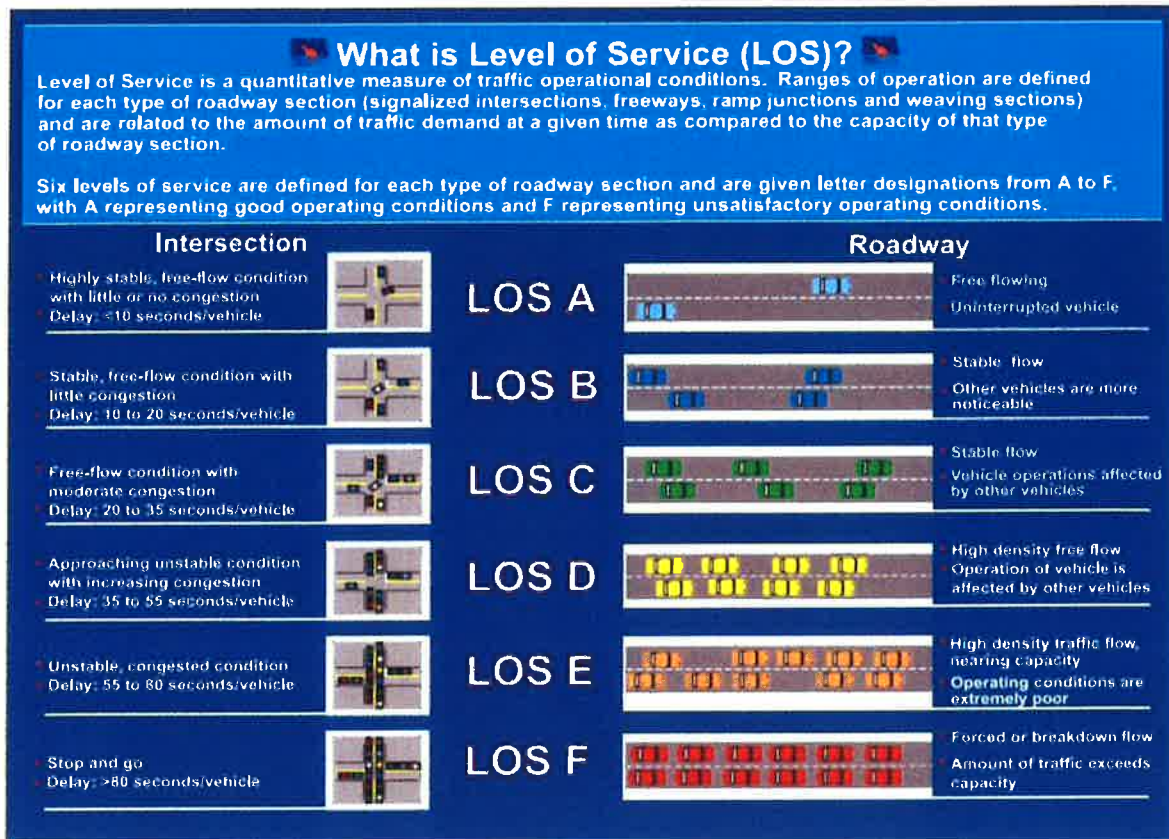 What is Level of Service (LOS)?
Level of Service is a quantitative measure of traffic operational conditions. Ranges of operation are defined
for each type of roadway section (signalized intersections, freeways, ramp junctions and weaving sections)
and are related to the amount of traffic demand at a given time as compared to the capacity of that type
of roadway section.
Six levels of service are defined for each type of roadway section and are given letter designations from A to F,
with A representing good operating conditions and F representing unsatisfactory operating conditions.
Intersection
Roadway
Highly stable, free-flow condition
with little or no congestion
Delay: <10 seconds/vehicle
LOS A
Free flowing
Uninterrupted vehicle
Stable, free-flow condition with
little congestion
Delay: 10 to 20 seconds/vehicle
LOS B
Stable flow
Other vehicles are more
noticeable
Free-flow condition with
moderate congestion
Delay: 20 to 35 seconds/vehicle
LOS C
Stable flow
Vehicle operations affected
by other vehicles
Approaching unstable condition
with increasing congestion
Delay: 35 to 55 seconds/vehicle
LOS D
High density free flow
Operation of vehicle is
affected by other vehicles
Unstable, congested condition
Delay: 55 to 80 seconds/vehicle
LOS E
High density traffic flow,
nearing capacity
Operating conditions are
extremely poor
Stop and go
Delay: >80 seconds/vehicle
LOS F
Forced or breakdown flow
Amount of traffic exceeds
capacity